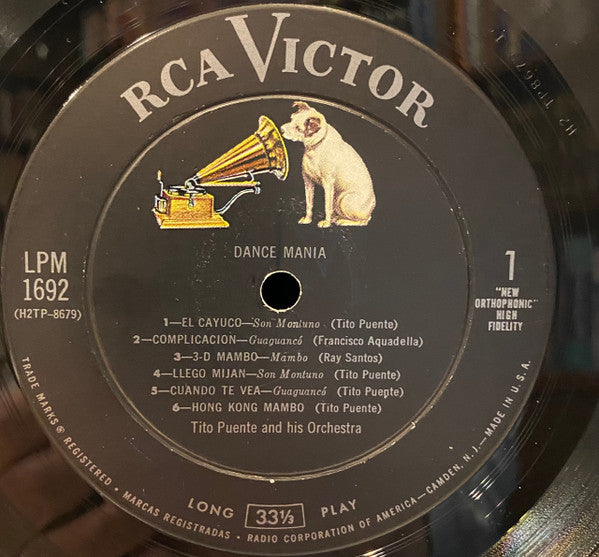 RCA VICTOR
DANCE MANIA
LPM
1692
(H2TP-8679)
1
"NEW
ORTHOPHONIC"
HIGH
FIDELITY
1—EL CAYUCO—Son Montuno (Tito Puente)
2—COMPLICACION—Guaguancó (Francisco Aquadella)
3—3-D MAMBO—Mambo (Ray Santos)
4—LLEGO MIJAN—Son Montuno (Tito Puente)
5—CUANDO TE VEA—Guaguancó (Tito Puente)
6—HONG KONG MAMBO (Tito Puente)
Tito Puente and his Orchestra
LONG 33⅓ PLAY
TRADE MARKS ® REGISTERED • MARCAS REGISTRADAS • RADIO CORPORATION OF AMERICA—CAMDEN, N.J.—MADE IN U.S.A.